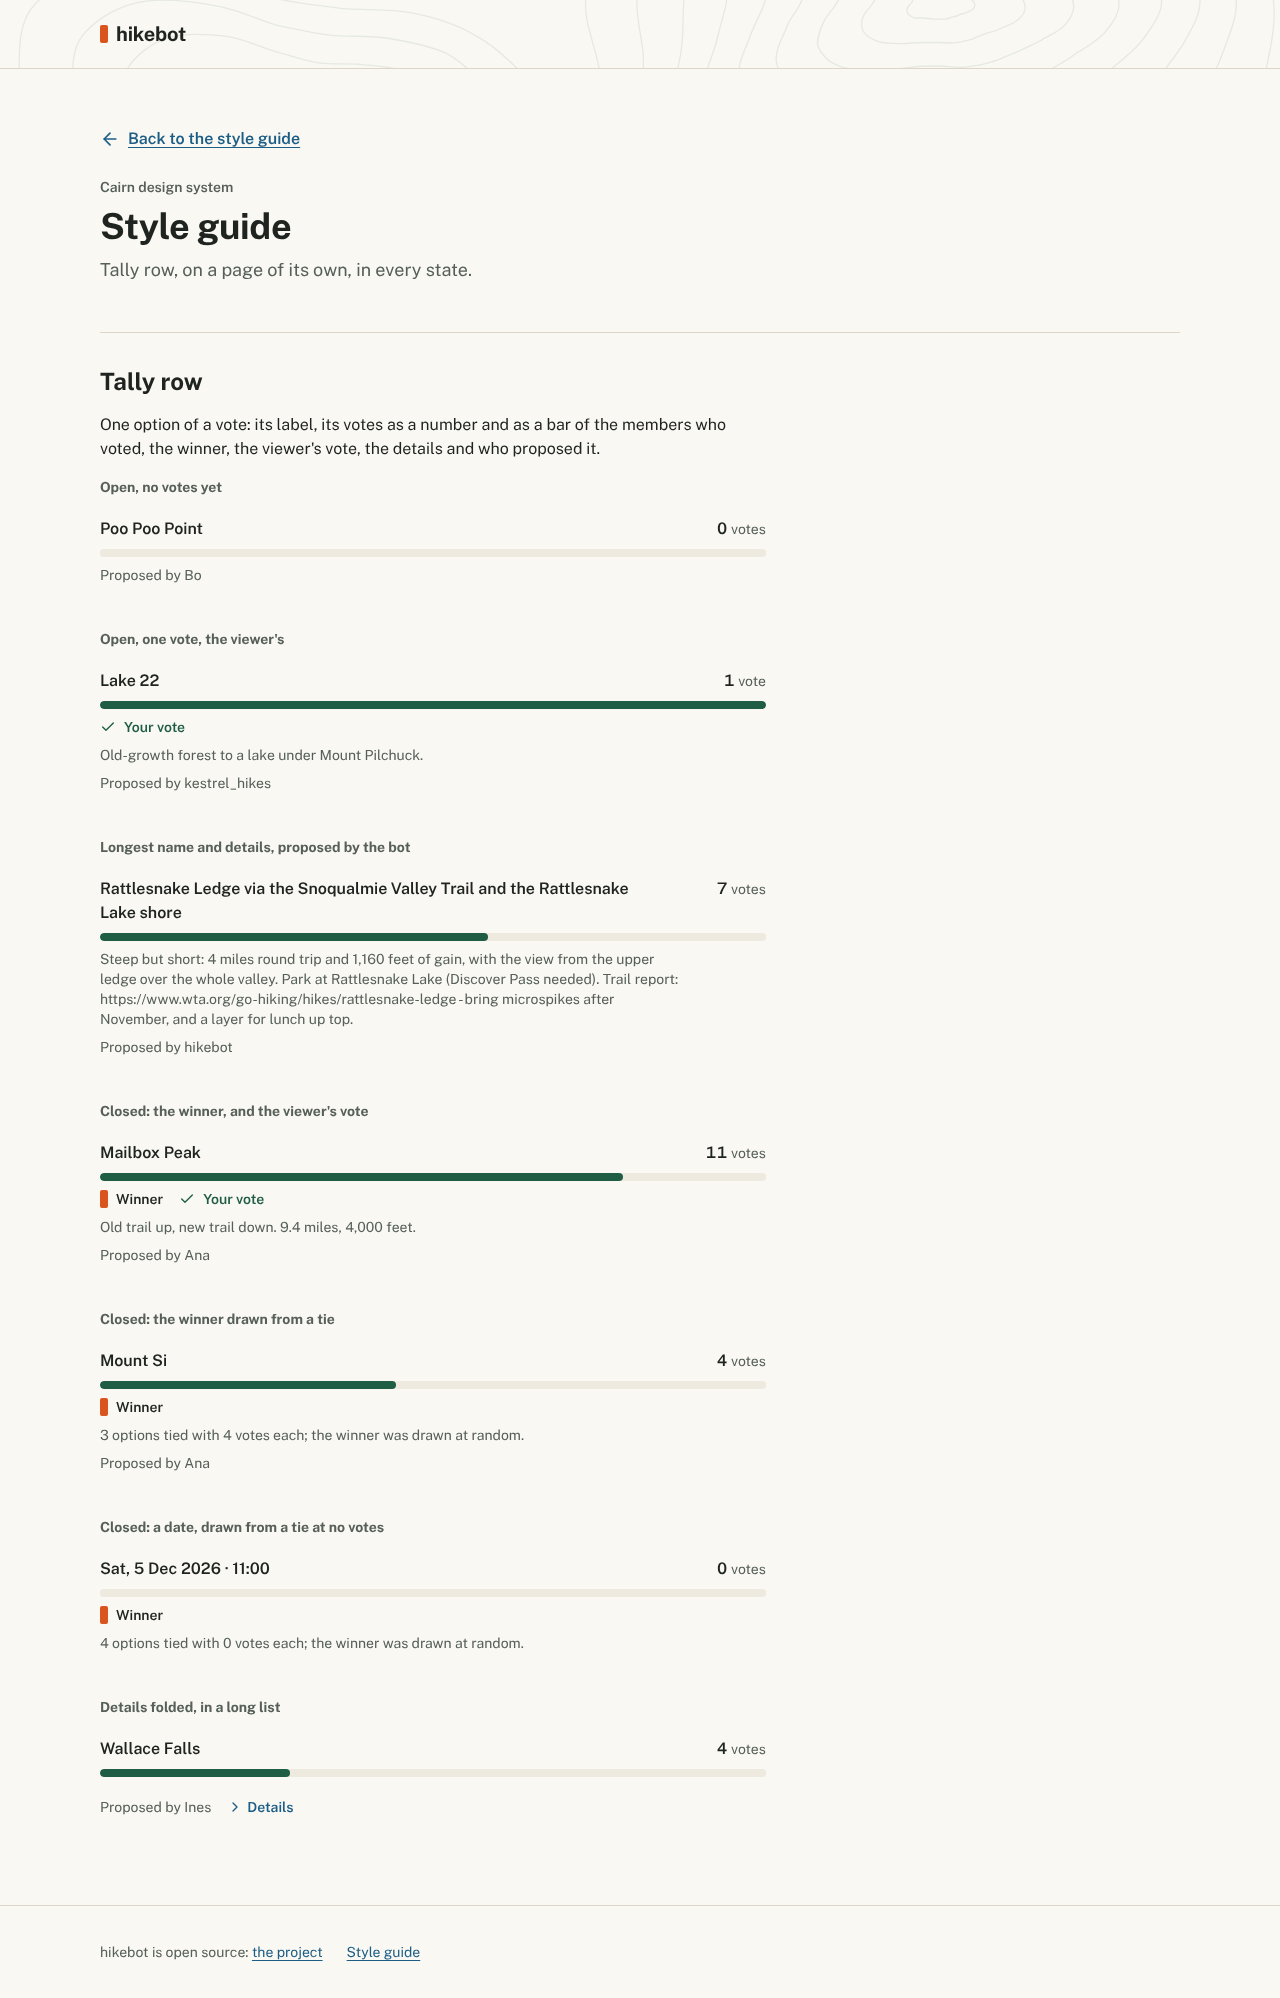 hikebot
Back to the style guide
Cairn design system
Style guide
Tally row, on a page of its own, in every state.
Tally row
One option of a vote: its label, its votes as a number and as a bar of the members who
voted, the winner, the viewer's vote, the details and who proposed it.
Open, no votes yet
Poo Poo Point 0 votes
Proposed by Bo
Open, one vote, the viewer's
Lake 22 1 vote
Your vote
Old-growth forest to a lake under Mount Pilchuck.
Proposed by kestrel_hikes
Longest name and details, proposed by the bot
Rattlesnake Ledge via the Snoqualmie Valley Trail and the Rattlesnake 7 votes
Lake shore
Steep but short: 4 miles round trip and 1,160 feet of gain, with the view from the upper
ledge over the whole valley. Park at Rattlesnake Lake (Discover Pass needed). Trail report:
https://www.wta.org/go-hiking/hikes/rattlesnake-ledge - bring microspikes after
November, and a layer for lunch up top.
Proposed by hikebot
Closed: the winner, and the viewer's vote
Mailbox Peak 11 votes
Winner Your vote
Old trail up, new trail down. 9.4 miles, 4,000 feet.
Proposed by Ana
Closed: the winner drawn from a tie
Mount Si 4 votes
Winner
3 options tied with 4 votes each; the winner was drawn at random.
Proposed by Ana
Closed: a date, drawn from a tie at no votes
Sat, 5 Dec 2026 · 11:00 0 votes
Winner
4 options tied with 0 votes each; the winner was drawn at random.
Details folded, in a long list
Wallace Falls 4 votes
Proposed by Ines Details
hikebot is open source: the project Style guide